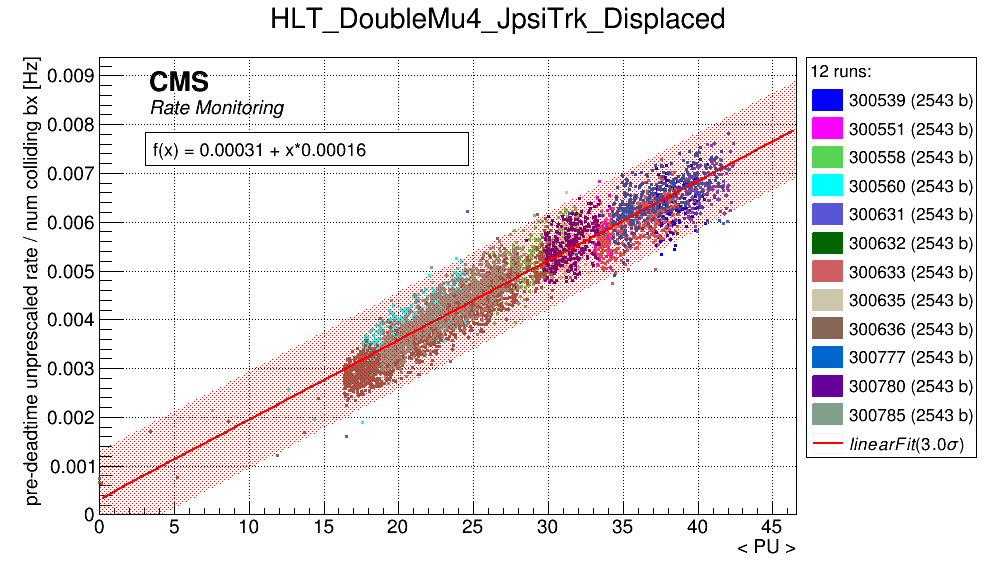 HLT_DoubleMu4_JpsiTrk_Displaced
pre-deadtime unprescaled rate / num colliding bx [Hz]
0.009
0.008
0.007
0.006
0.005
0.004
0.003
0.002
0.001
0
CMS
Rate Monitoring
f(x) = 0.00031 + x*0.00016
0 5 10 15 20 25 30 35 40 45
< PU >
12 runs:
300539 (2543 b)
300551 (2543 b)
300558 (2543 b)
300560 (2543 b)
300631 (2543 b)
300632 (2543 b)
300633 (2543 b)
300635 (2543 b)
300636 (2543 b)
300777 (2543 b)
300780 (2543 b)
300785 (2543 b)
linearFit(3.0σ)